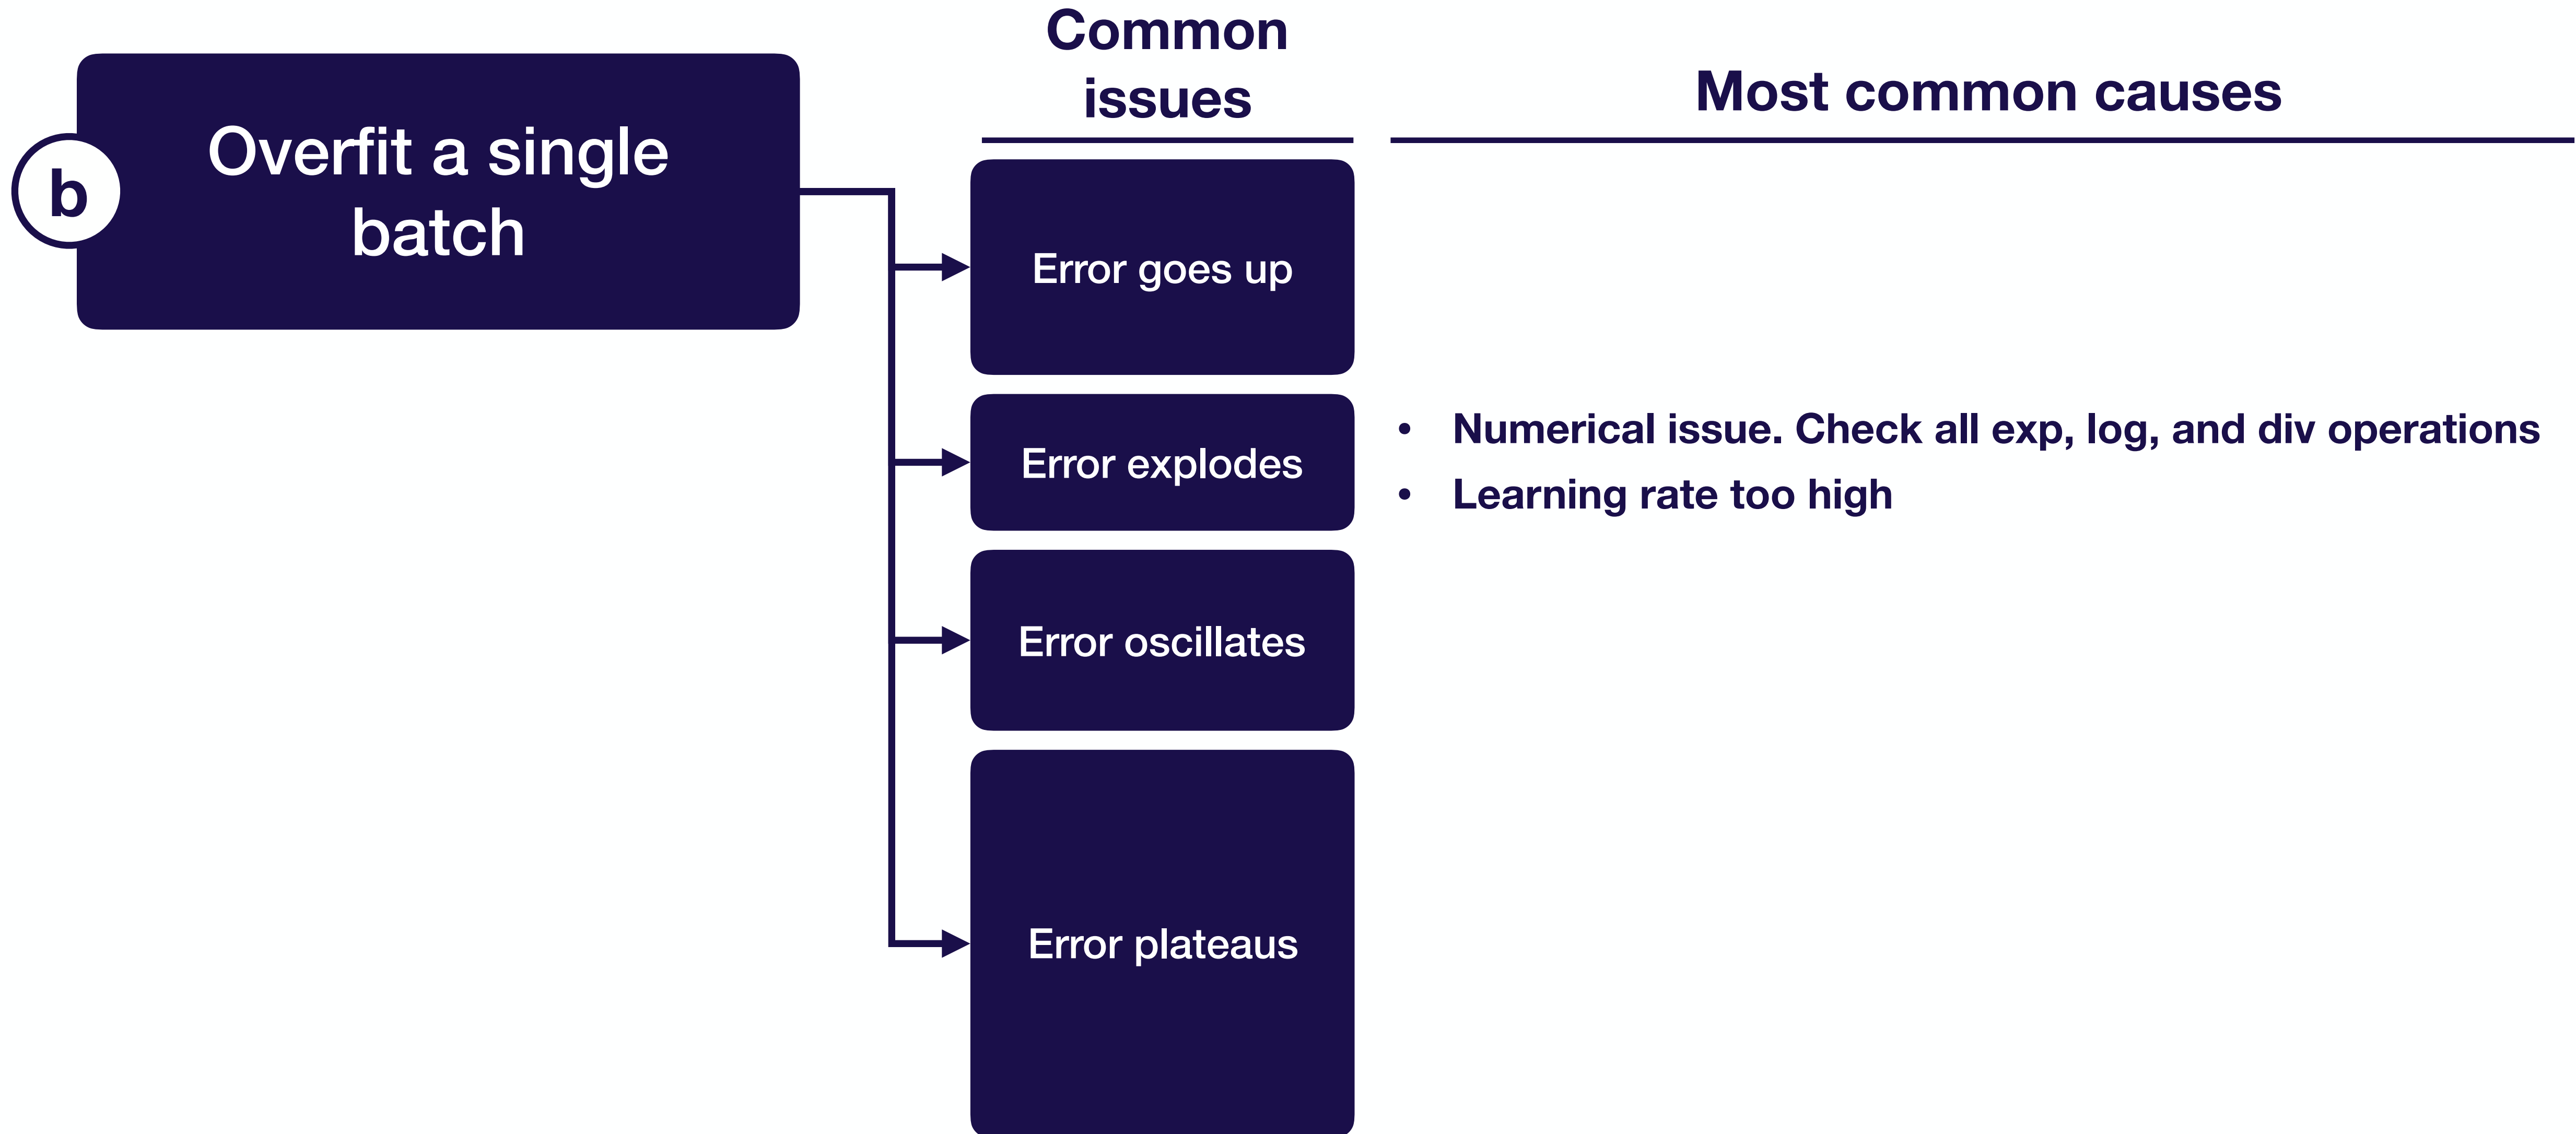 b
Overfit a single
batch
Common
issues
Most common causes
Error goes up
Error explodes
• Numerical issue. Check all exp, log, and div operations
• Learning rate too high
Error oscillates
Error plateaus